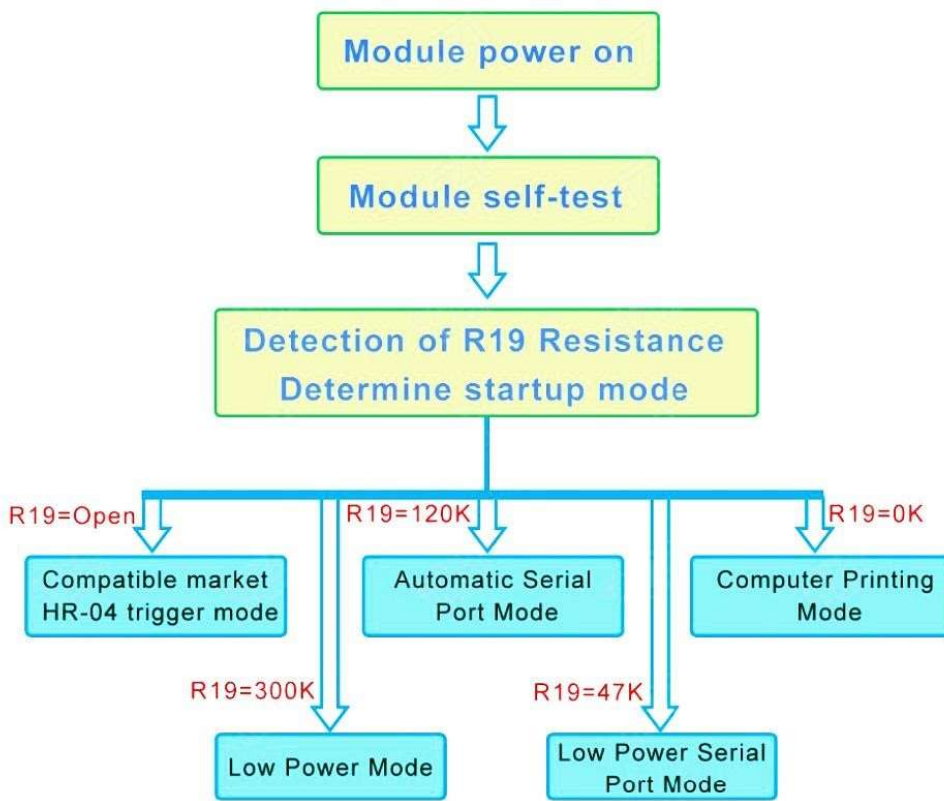 Module power on
Module self-test
Detection of R19 Resistance
Determine startup mode
R19=Open
R19=120K
R19=0K
Compatible market
HR-04 trigger mode
Automatic Serial
Port Mode
Computer Printing
Mode
R19=300K
R19=47K
Low Power Mode
Low Power Serial
Port Mode